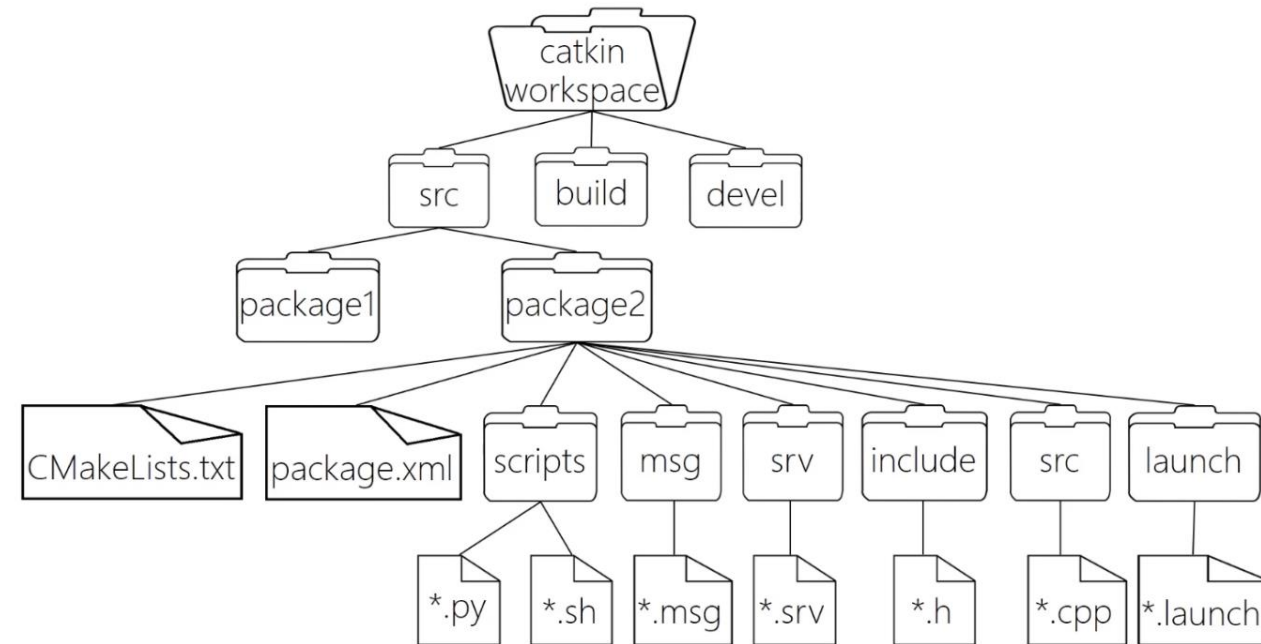 catkin
workspace
src
build
devel
package1
package2
CMakeLists.txt
package.xml
scripts
msg
srv
include
src
launch
*.py
*.sh
*.msg
*.srv
*.h
*.cpp
*.launch